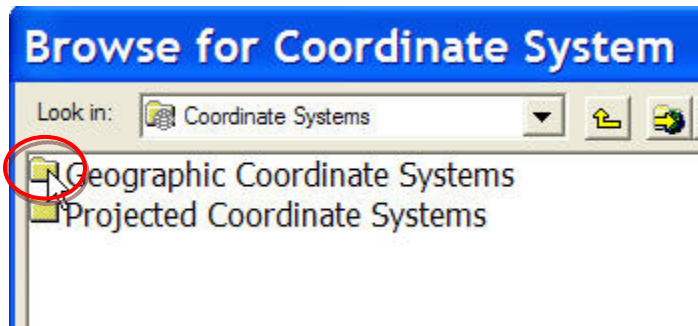 Browse for Coordinate System
Look in: Coordinate Systems
Geographic Coordinate Systems
Projected Coordinate Systems